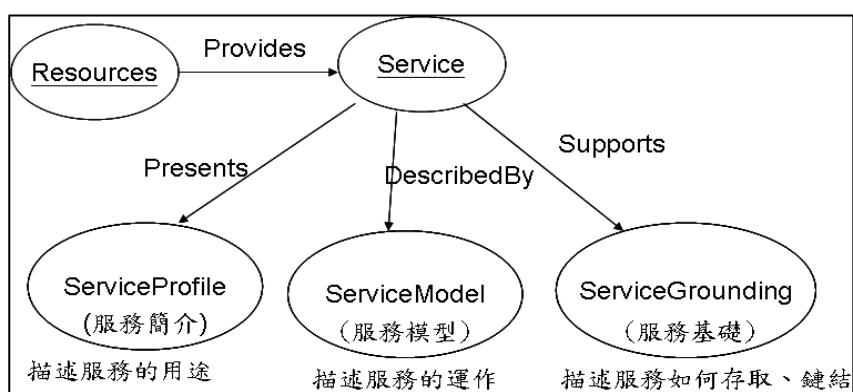 Provides
Resources
Service
Presents
DescribedBy
Supports
ServiceProfile
(服務簡介)
描述服務的用途
ServiceModel
(服務模型)
描述服務的運作
ServiceGrounding
(服務基礎)
描述服務如何存取、鏈結